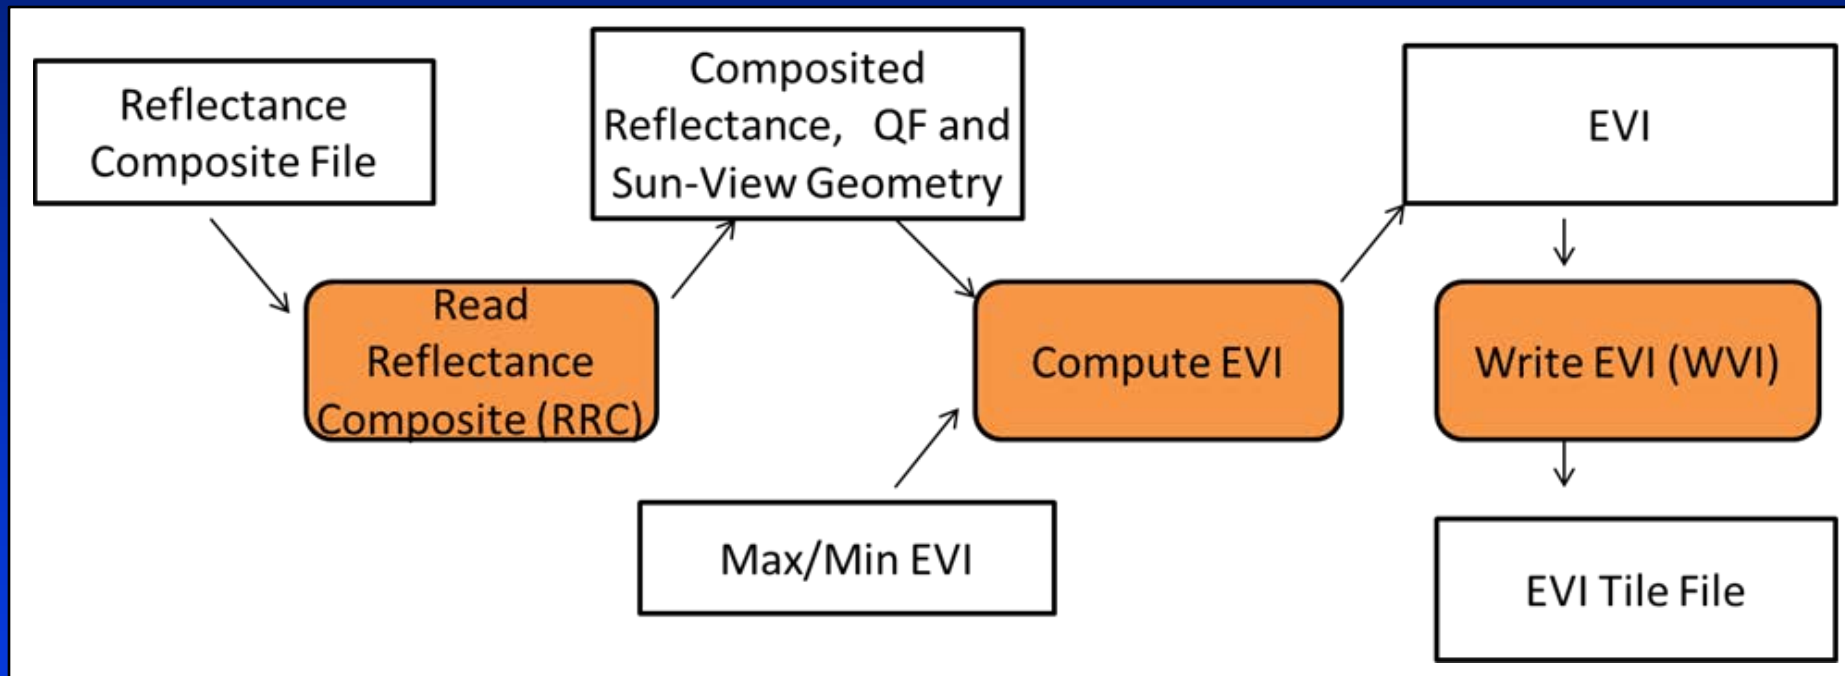 Reflectance
Composite File
Composited
Reflectance, QF and
Sun-View Geometry
EVI
Read
Reflectance
Composite (RRC)
Compute EVI
Write EVI (WVI)
Max/Min EVI
EVI Tile File